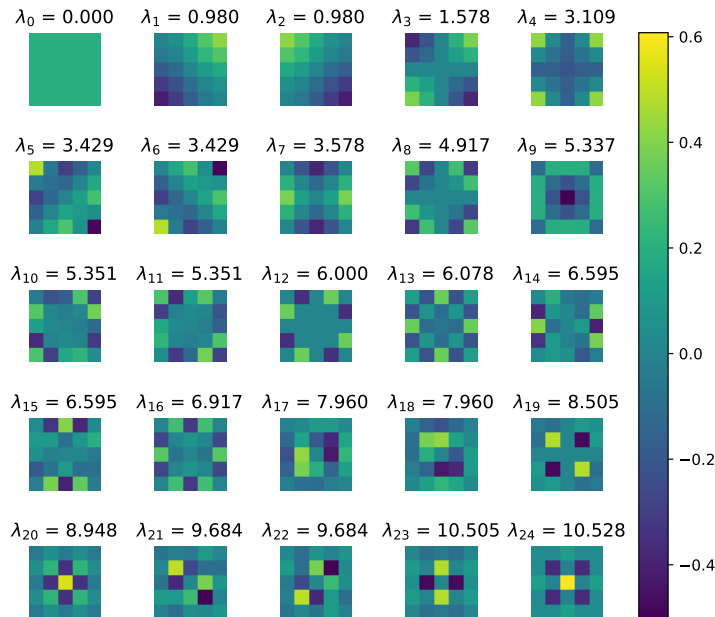 λ₀ = 0.000 λ₁ = 0.980 λ₂ = 0.980 λ₃ = 1.578 λ₄ = 3.109
λ₅ = 3.429 λ₆ = 3.429 λ₇ = 3.578 λ₈ = 4.917 λ₉ = 5.337
λ₁₀ = 5.351 λ₁₁ = 5.351 λ₁₂ = 6.000 λ₁₃ = 6.078 λ₁₄ = 6.595
λ₁₅ = 6.595 λ₁₆ = 6.917 λ₁₇ = 7.960 λ₁₈ = 7.960 λ₁₉ = 8.505
λ₂₀ = 8.948 λ₂₁ = 9.684 λ₂₂ = 9.684 λ₂₃ = 10.505 λ₂₄ = 10.528
0.6
0.4
0.2
0.0
−0.2
−0.4